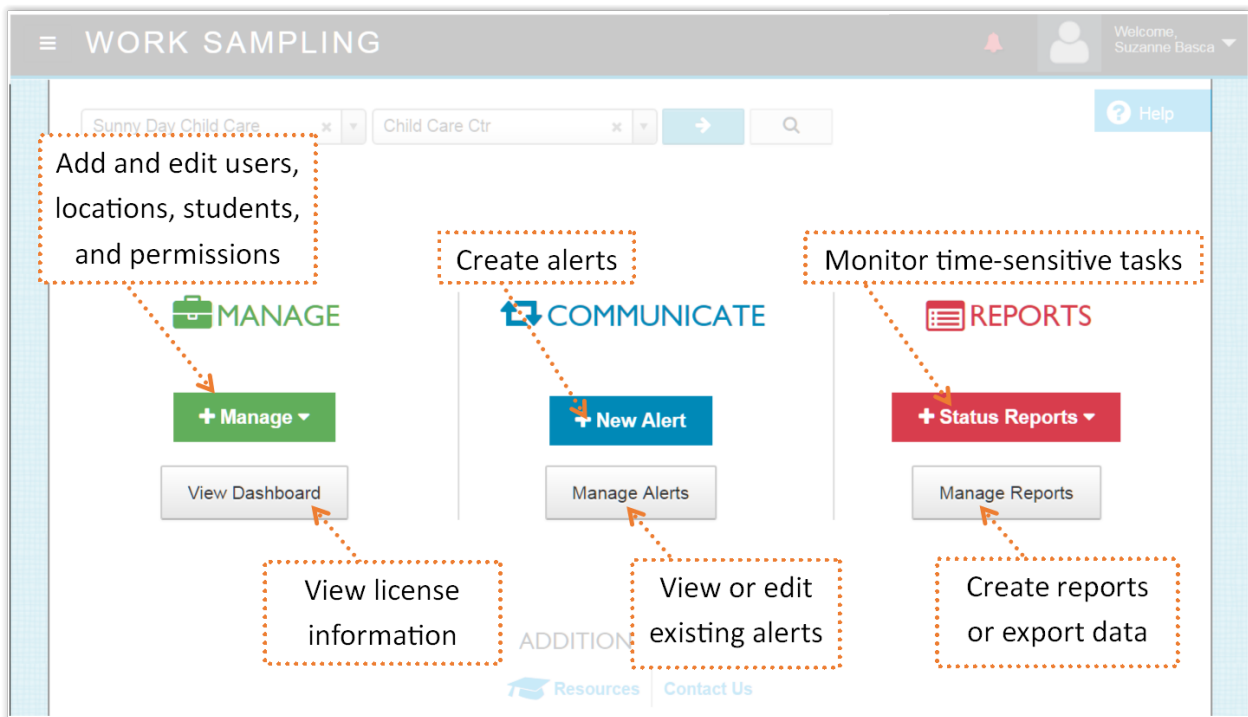 WORK SAMPLING
Welcome,
Suzanne Basca
Sunny Day Child Care
Child Care Ctr
Help
Add and edit users,
locations, students,
and permissions
Create alerts
Monitor time-sensitive tasks
MANAGE
COMMUNICATE
REPORTS
+ Manage
+ New Alert
+ Status Reports
View Dashboard
Manage Alerts
Manage Reports
View license
information
View or edit
existing alerts
Create reports
or export data
Resources
Contact Us